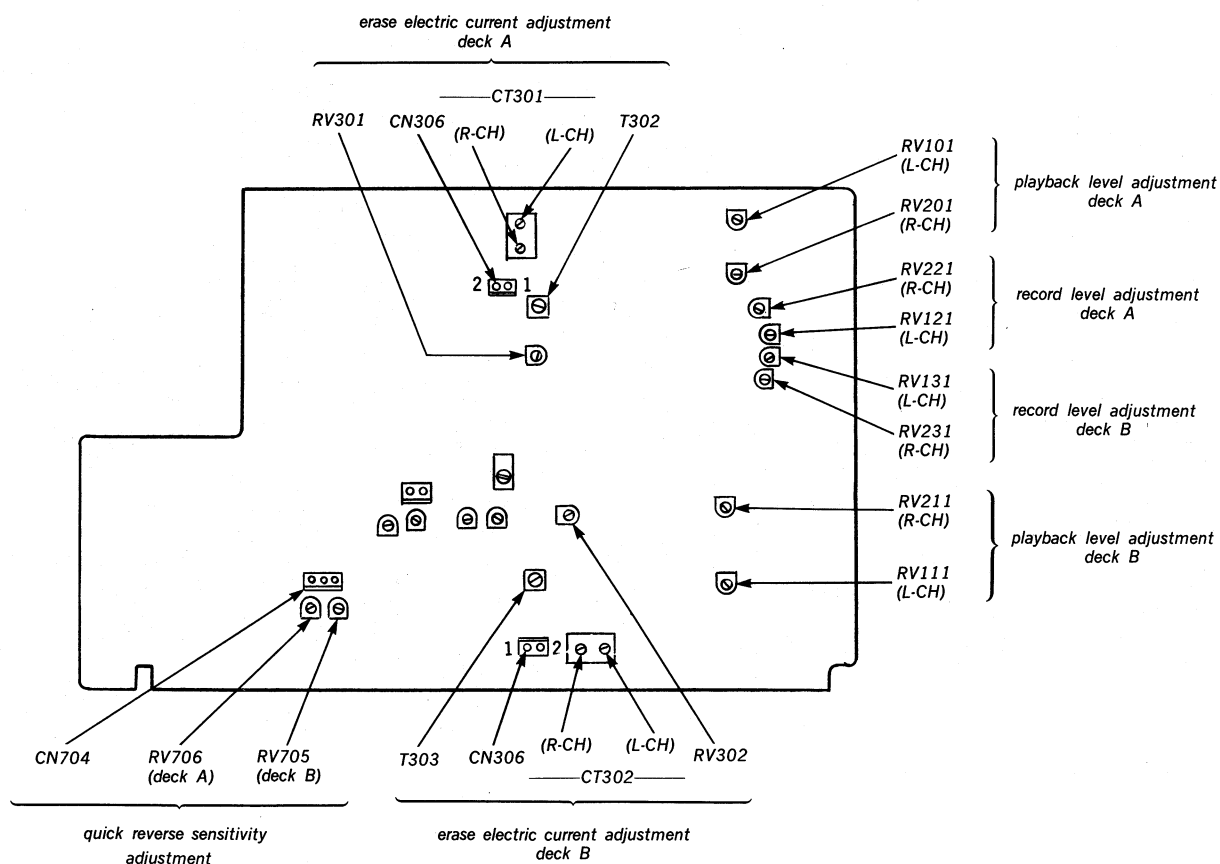 erase electric current adjustment
deck A
CT301
RV301 CN306 (R-CH) (L-CH) T302
RV101
(L-CH)
playback level adjustment
deck A
RV201
(R-CH)
RV221
(R-CH)
record level adjustment
deck A
RV121
(L-CH)
2 1
RV131
(L-CH)
record level adjustment
deck B
RV231
(R-CH)
RV211
(R-CH)
playback level adjustment
deck B
RV111
(L-CH)
1 2
CN704 RV706 RV705 T303 CN306 (R-CH) (L-CH) RV302
(deck A) (deck B)
CT302
quick reverse sensitivity
adjustment
erase electric current adjustment
deck B